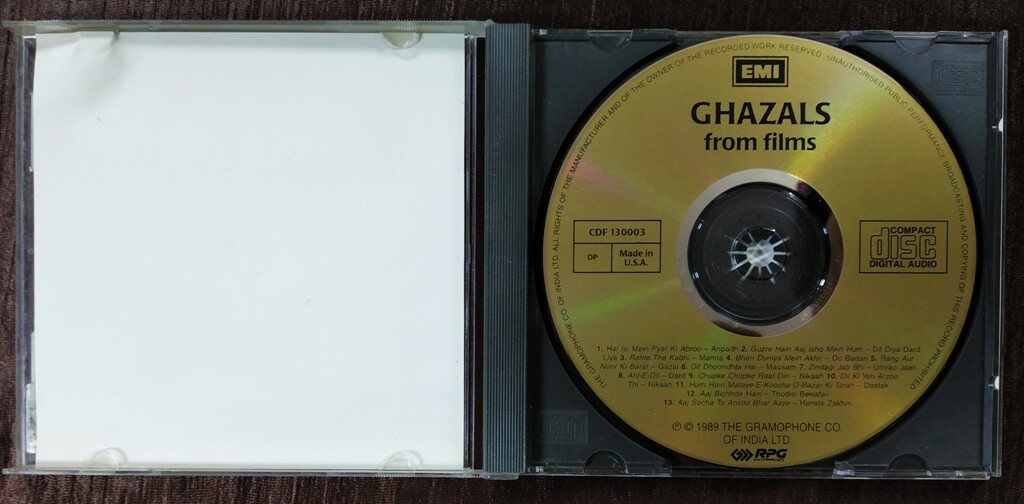 THE GRAMOPHONE CO. OF INDIA LTD. ALL RIGHTS OF THE MANUFACTURER AND OF THE OWNER OF THE RECORDED WORK RESERVED UNAUTHORISED PUBLIC PERFORMANCE BROADCASTING AND COPYING OF THIS RECORD PROHIBITED
EMI
GHAZALS
from films
CDF 130003
DP
Made in
U.S.A.
COMPACT
disc
DIGITAL AUDIO
1. Hai Isi Mein Pyar Ki Abroo – Anpadh 2. Guzre Hain Aaj Ishq Mein Hum – Dil Diya Dard
Liya 3. Rahte The Kabhi – Mamta 4. Bhari Duniya Mein Akhir – Do Badan 5. Rang Aur
Noor Ki Barat – Gazal 6. Dil Dhoondhta Hai – Mausam 7. Zindagi Jab Bhi – Umrao Jaan
8. Ahl-E-Dil – Dard 9. Chupke Chupke Raat Din – Nikaah 10. Dil Ki Yeh Arzoo
Thi – Nikaah 11. Hum Hain Mataye-E-Koocha-O-Bazar Ki Tarah – Dastak
12. Aaj Bichhde Hain – Thodisi Bewafaii
13. Aaj Socha To Ansoo Bhar Aaye – Hanste Zakhm
℗ © 1989 THE GRAMOPHONE CO.
OF INDIA LTD.
RPG